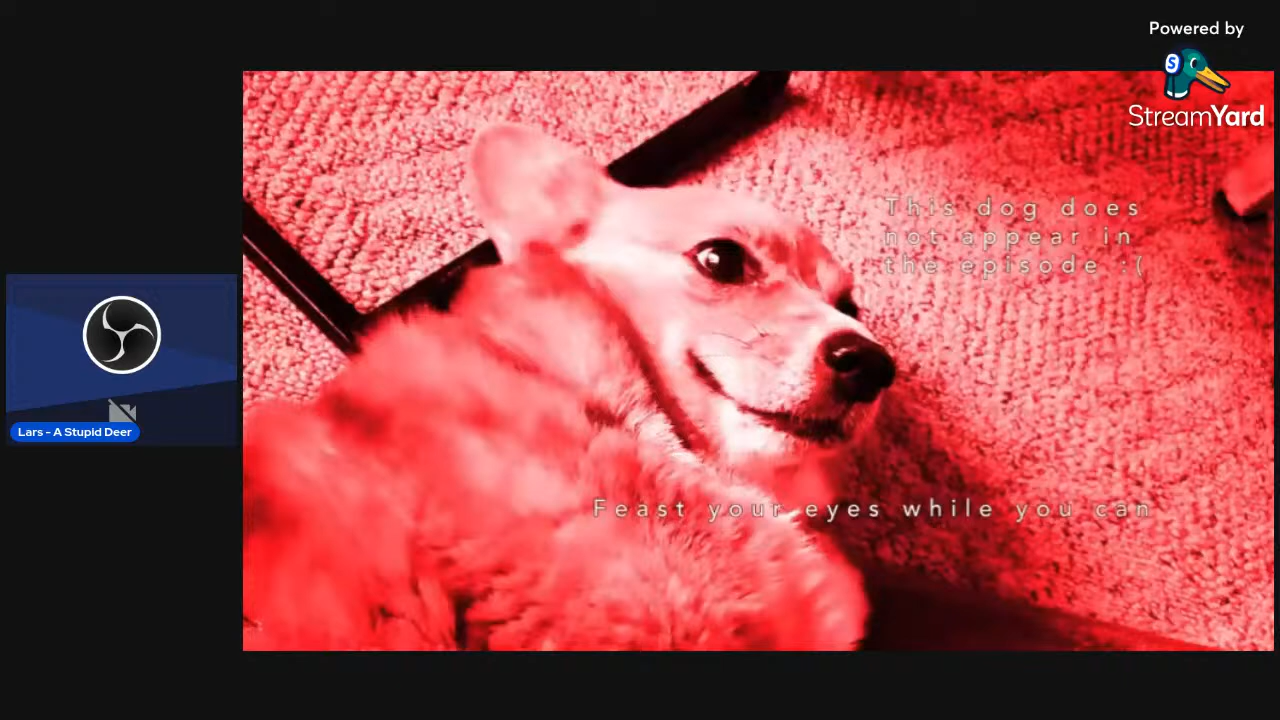 Powered by
S
StreamYard
This dog does
not appear in
the episode :(
Lars - A Stupid Deer
Feast your eyes while you can